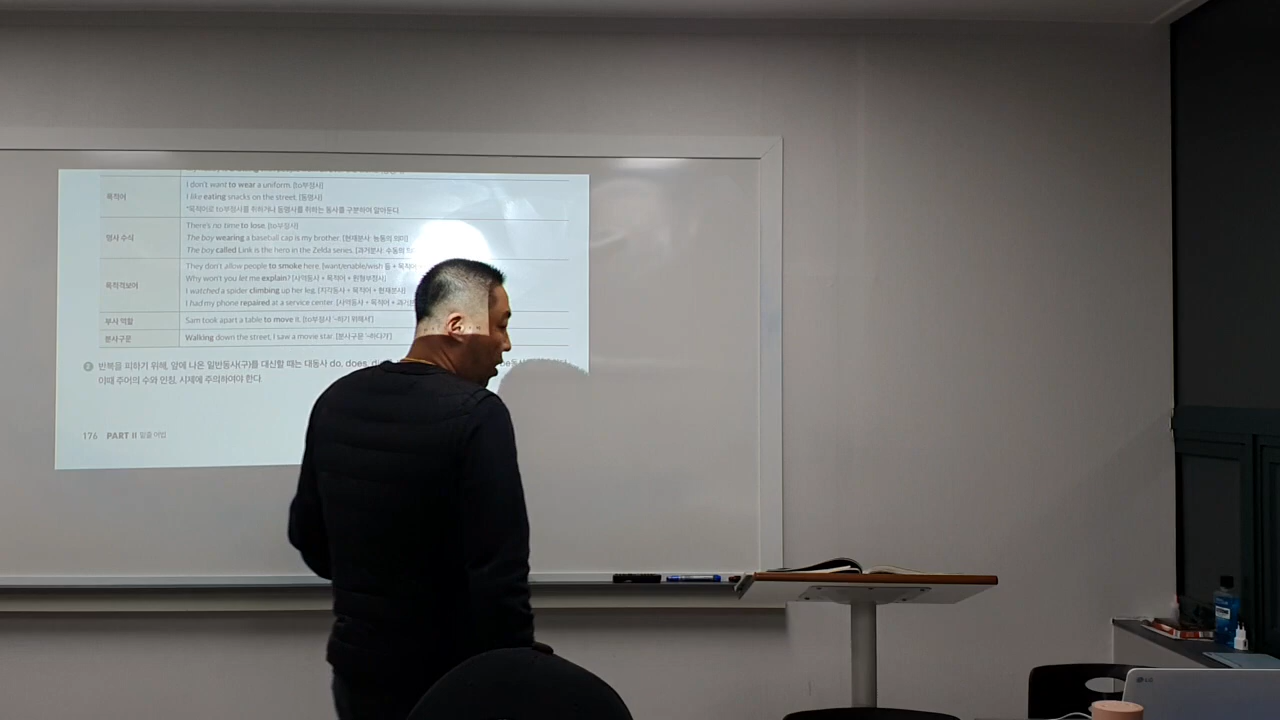 목적어
I don't want to wear a uniform. [to부정사]
I like eating snacks on the street. [동명사]
*목적어로 to부정사를 취하거나 동명사를 취하는 동사를 구분하여 알아둔다.
명사 수식
There's no time to lose. [to부정사]
The boy wearing a baseball cap is my brother. [현재분사: 능동의 의미]
The boy called Link is the hero in the Zelda series. [과거분사: 수동의
목적격보어
They don't allow people to smoke here. [want/enable/wish 등 + 목적어
Why won't you let me explain? [사역동사 + 목적어 + 원형부정사]
I watched a spider climbing up her leg. [지각동사 + 목적어 + 현재분사]
I had my phone repaired at a service center. [사역동사 + 목적어 + 과거분
부사 역할
Sam took apart a table to move it. [to부정사 '~하기 위해서']
분사구문
Walking down the street, I saw a movie star. [분사구문 '~하다가']
2 반복을 피하기 위해, 앞에 나온 일반동사(구)를 대신할 때는 대동사 do, does, be동사
이때 주어의 수와 인칭, 시제에 주의하여야 한다.
176 PART II 필출 어법
LG